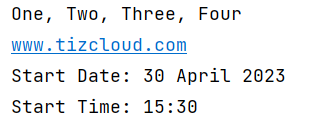 One, Two, Three, Four
www.tizcloud.com
Start Date: 30 April 2023
Start Time: 15:30